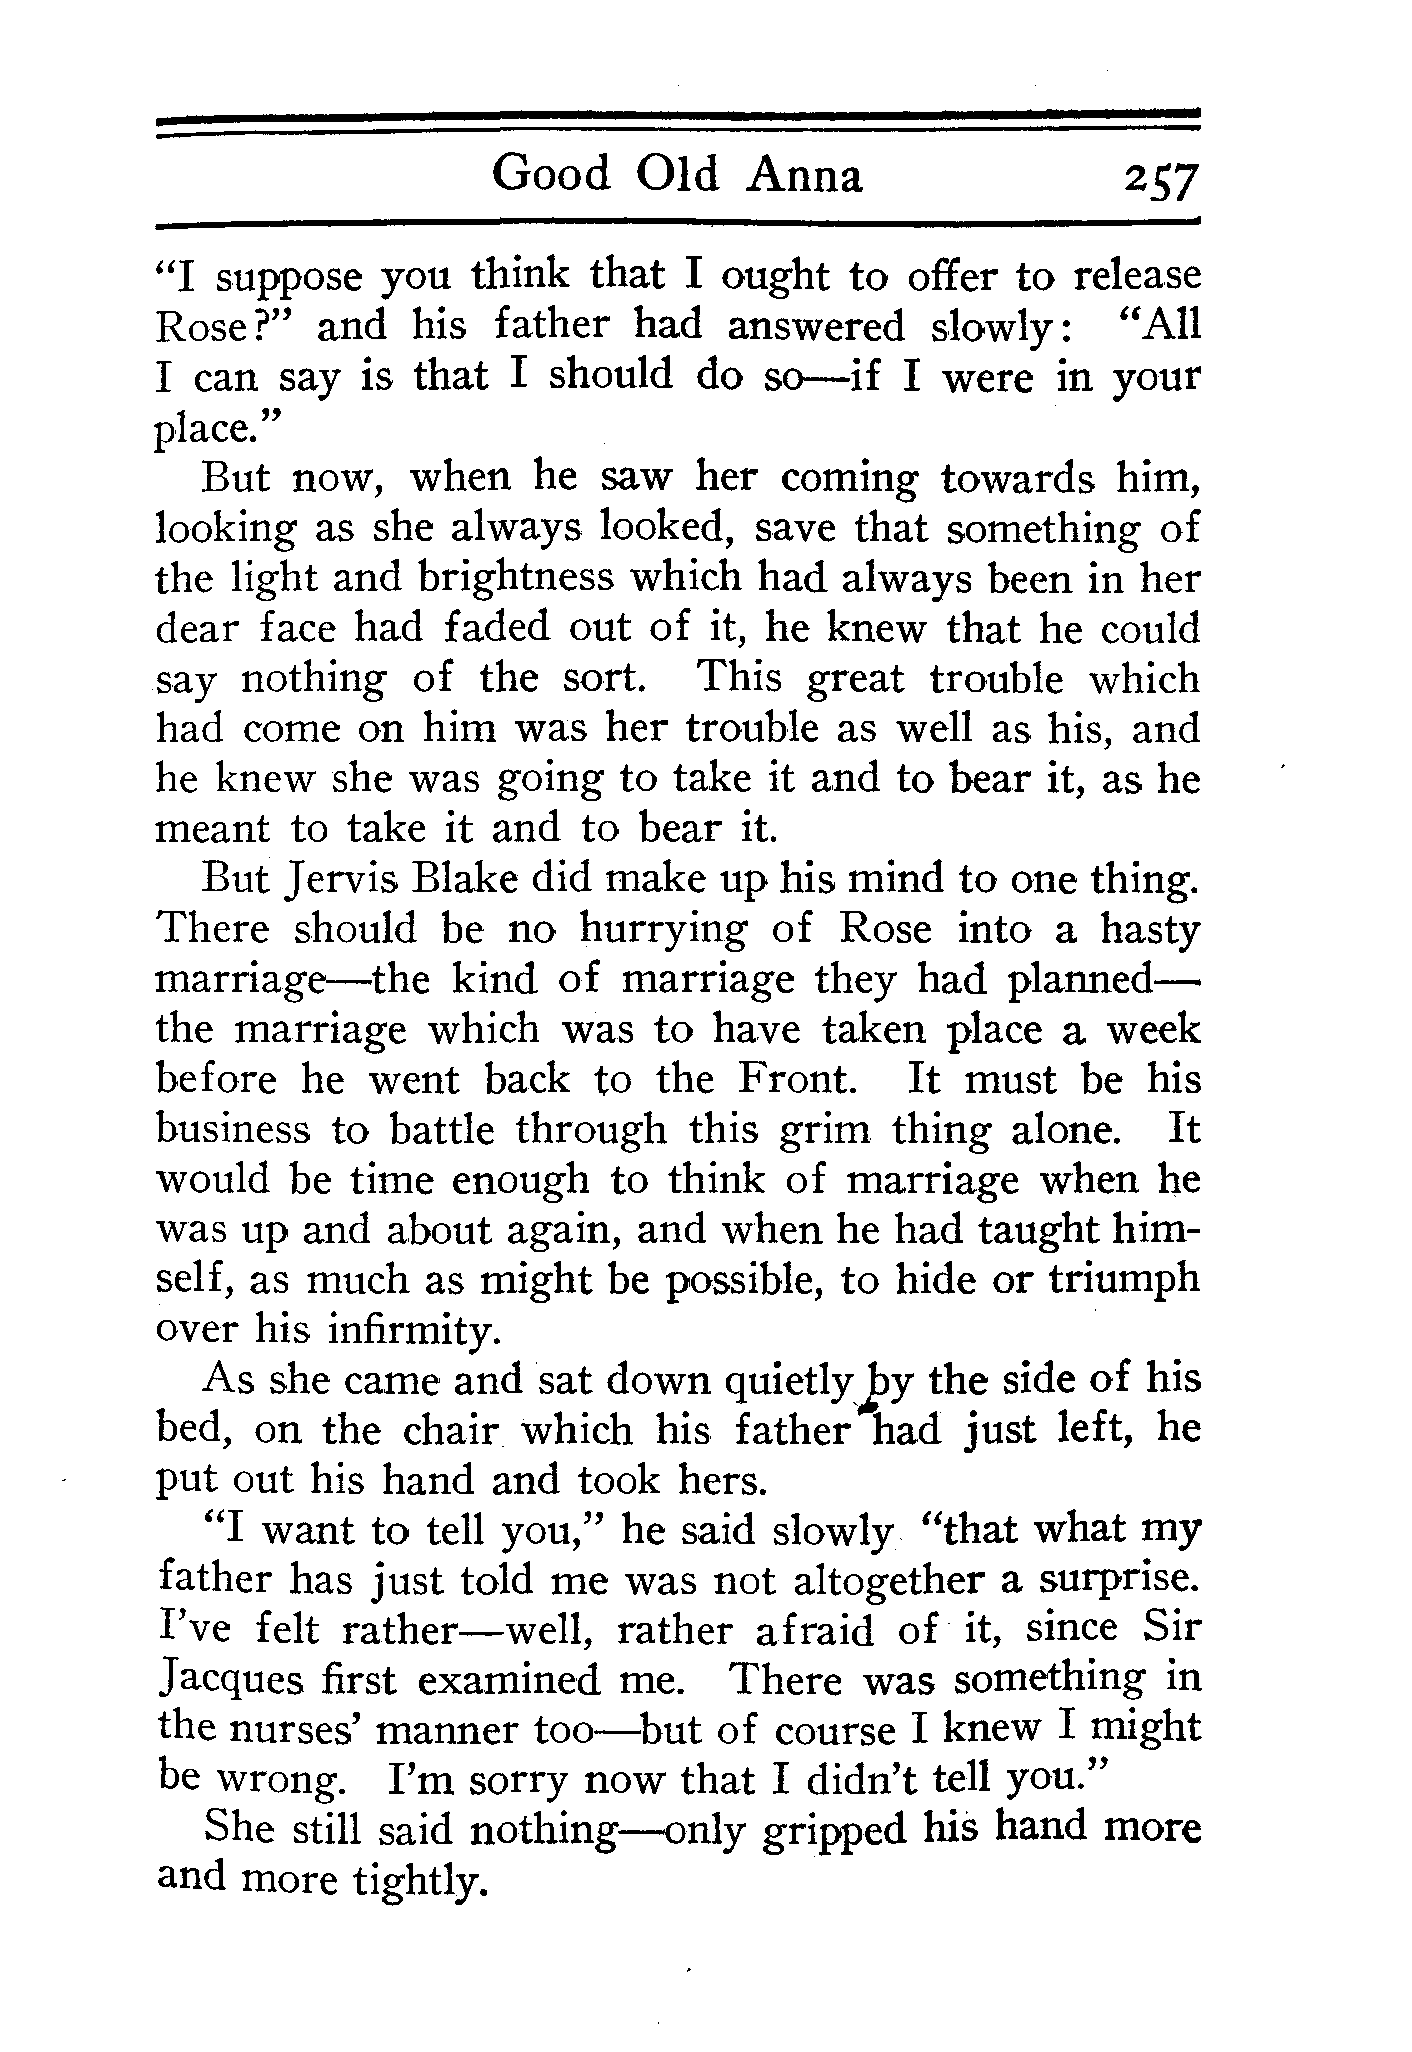 Good Old Anna 257
“I suppose you think that I ought to offer to release
Rose?” and his father had answered slowly: “All
I can say is that I should do so—if I were in your
place.”
But now, when he saw her coming towards him,
looking as she always looked, save that something of
the light and brightness which had always been in her
dear face had faded out of it, he knew that he could
say nothing of the sort. This great trouble which
had come on him was her trouble as well as his, and
he knew she was going to take it and to bear it, as he
meant to take it and to bear it.
But Jervis Blake did make up his mind to one thing.
There should be no hurrying of Rose into a hasty
marriage—the kind of marriage they had planned—
the marriage which was to have taken place a week
before he went back to the Front. It must be his
business to battle through this grim thing alone. It
would be time enough to think of marriage when he
was up and about again, and when he had taught him-
self, as much as might be possible, to hide or triumph
over his infirmity.
As she came and sat down quietly by the side of his
bed, on the chair which his father had just left, he
put out his hand and took hers.
“I want to tell you,” he said slowly “that what my
father has just told me was not altogether a surprise.
I’ve felt rather—well, rather afraid of it, since Sir
Jacques first examined me. There was something in
the nurses’ manner too—but of course I knew I might
be wrong. I’m sorry now that I didn’t tell you.”
She still said nothing—only gripped his hand more
and more tightly.